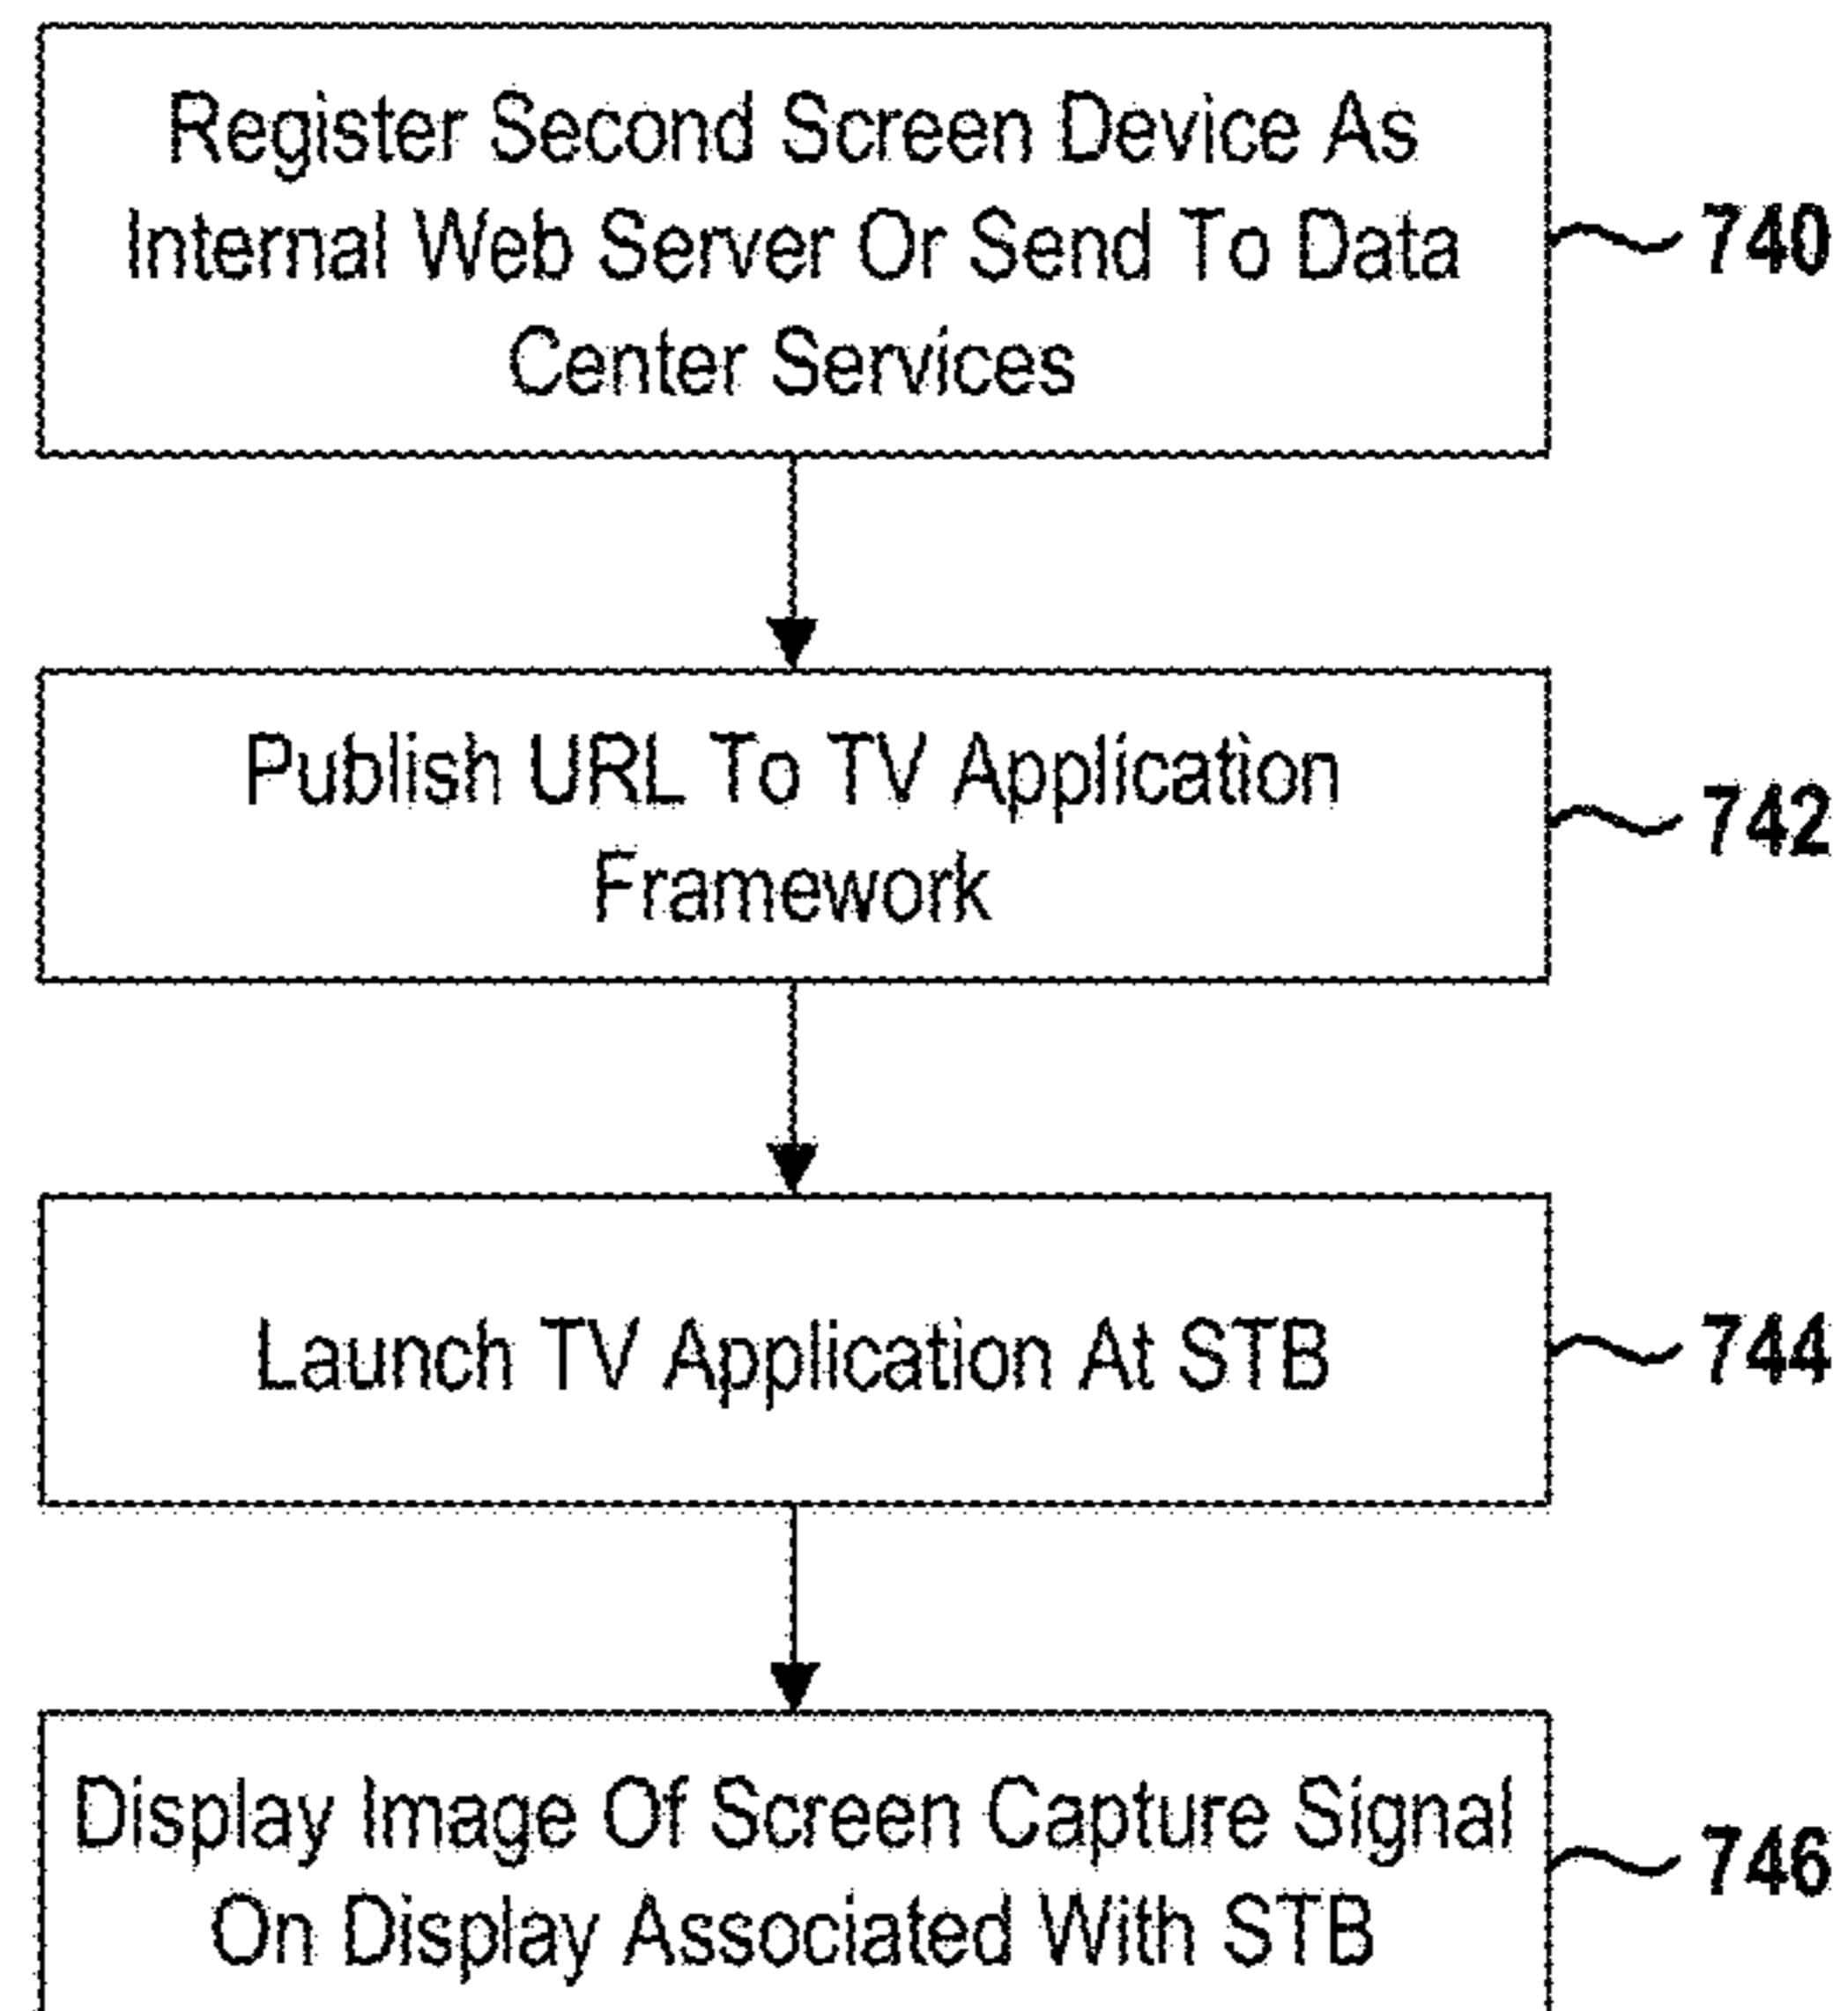 Register Second Screen Device As
Internal Web Server Or Send To Data
Center Services
740
Publish URL To TV Application
Framework
742
Launch TV Application At STB
744
Display Image Of Screen Capture Signal
On Display Associated With STB
746